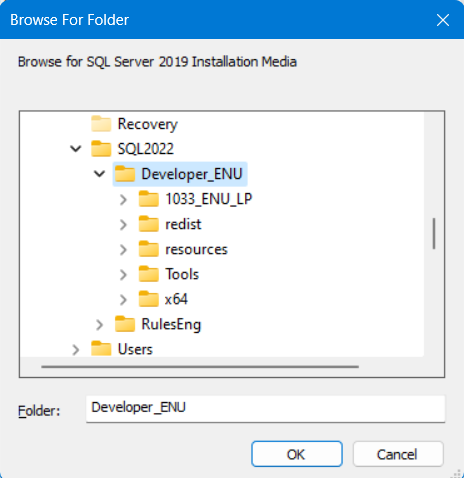 Browse For Folder
Browse for SQL Server 2019 Installation Media
Recovery
SQL2022
Developer_ENU
1033_ENU_LP
redist
resources
Tools
x64
RulesEng
Users
Folder: Developer_ENU
OK Cancel